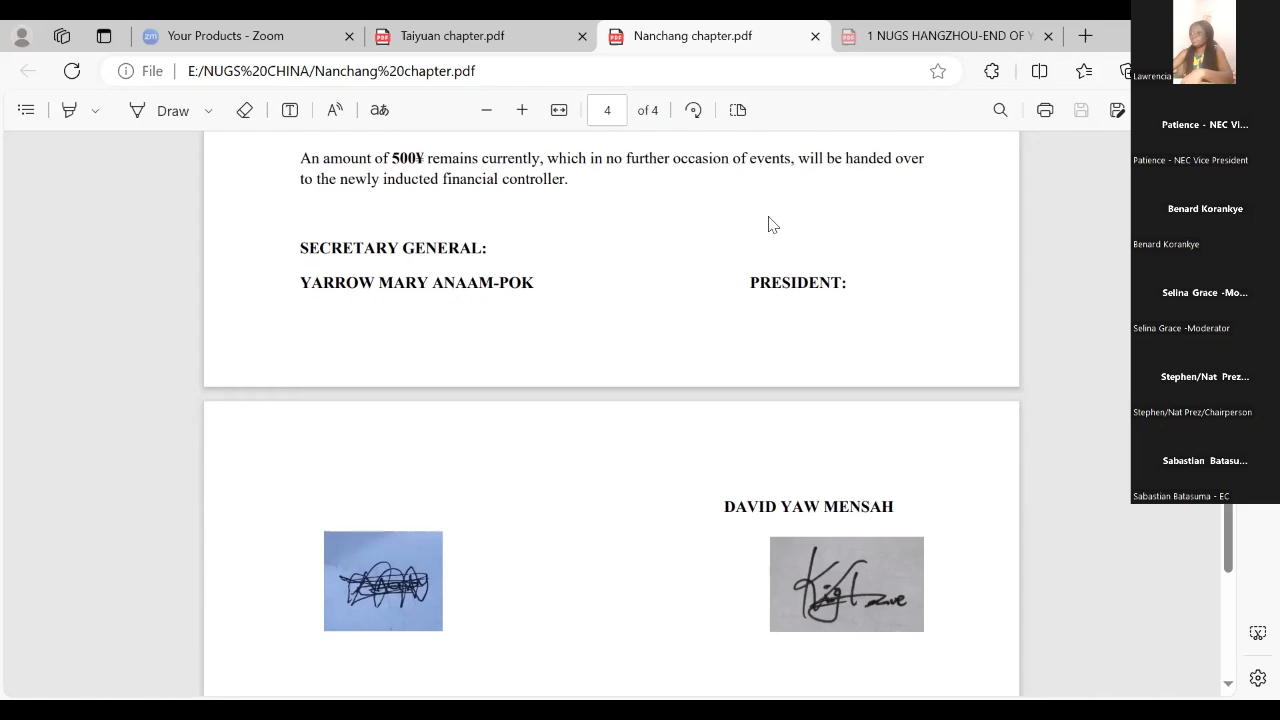 Your Products - Zoom
Taiyuan chapter.pdf
Nanchang chapter.pdf
1 NUGS HANGZHOU-END OF Y
File
E:/NUGS%20CHINA/Nanchang%20chapter.pdf
Draw
4 of 4
An amount of 500¥ remains currently, which in no further occasion of events, will be handed over
to the newly inducted financial controller.
SECRETARY GENERAL:
YARROW MARY ANAAM-POK
PRESIDENT:
DAVID YAW MENSAH
Lawrencia
Patience - NEC Vi...
Patience - NEC Vice President
Benard Korankye
Benard Korankye
Selina Grace -Mo...
Selina Grace -Moderator
Stephen/Nat Prez...
Stephen/Nat Prez/Chairperson
Sabastian Batasu...
Sabastian Batasuma - EC